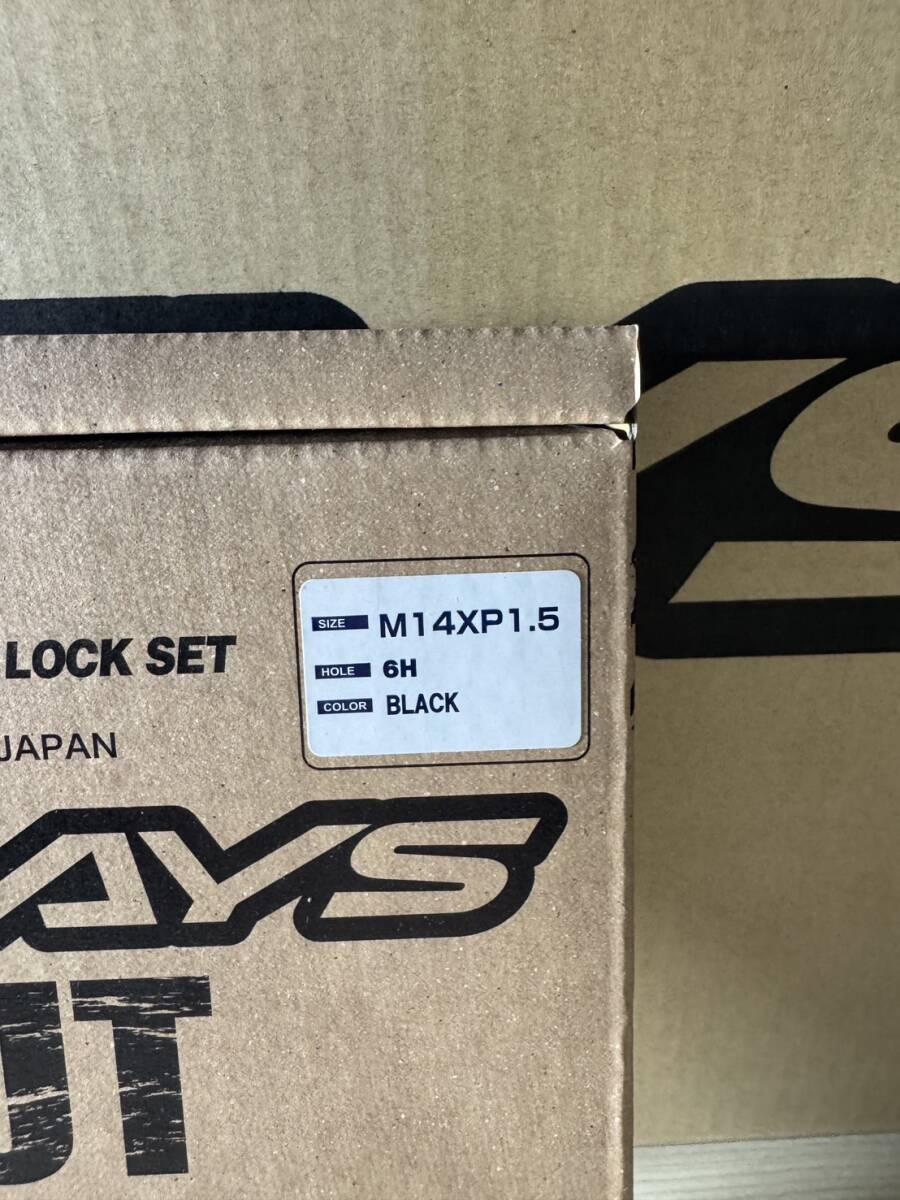 SIZE M14XP1.5
HOLE 6H
COLOR BLACK
LOCK SET
JAPAN
AYS
UT